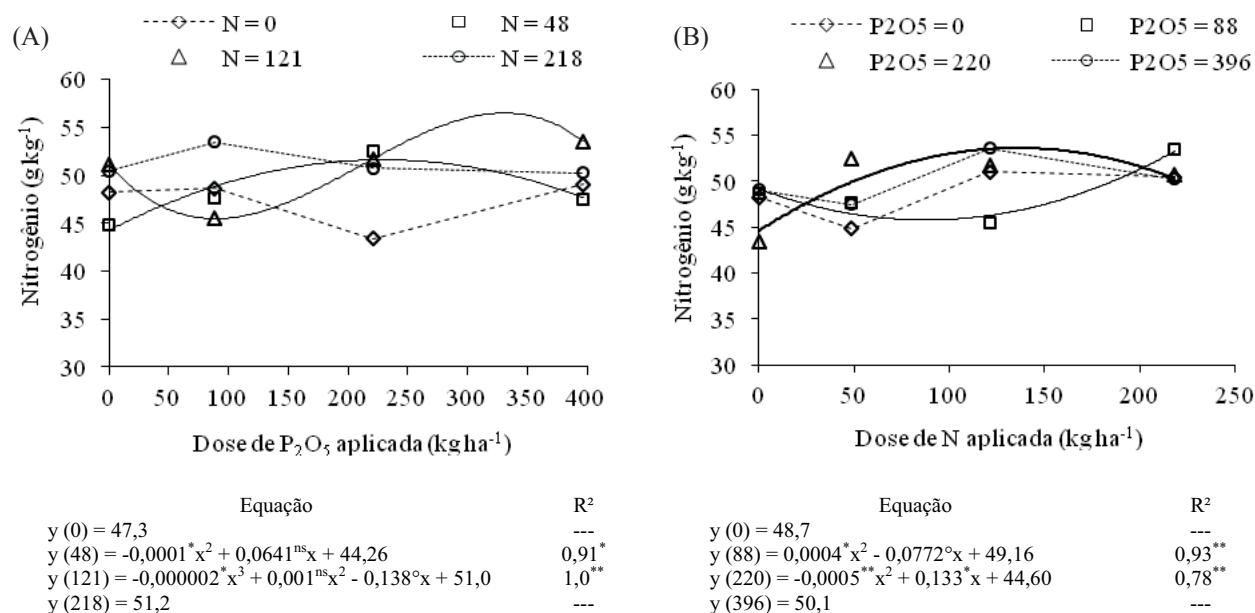 (A)
N = 0
N = 48
N = 121
N = 218
Nitrogênio (g kg-1)
60
55
50
45
40
35
30
0 50 100 150 200 250 300 350 400
Dose de P2O5 aplicada (kg ha-1)
Equação R²
y (0) = 47,3 ---
y (48) = -0,0001*x² + 0,0641nsx + 44,26 0,91*
y (121) = -0,000002*x³ + 0,001nsx² - 0,138°x + 51,0 1,0**
y (218) = 51,2 ---
(B)
P2O5 = 0
P2O5 = 88
P2O5 = 220
P2O5 = 396
Nitrogênio (g kg-1)
60
55
50
45
40
35
30
0 50 100 150 200 250
Dose de N aplicada (kg ha-1)
Equação R²
y (0) = 48,7 ---
y (88) = 0,0004*x² - 0,0772°x + 49,16 0,93**
y (220) = -0,0005**x² + 0,133*x + 44,60 0,78**
y (396) = 50,1 ---